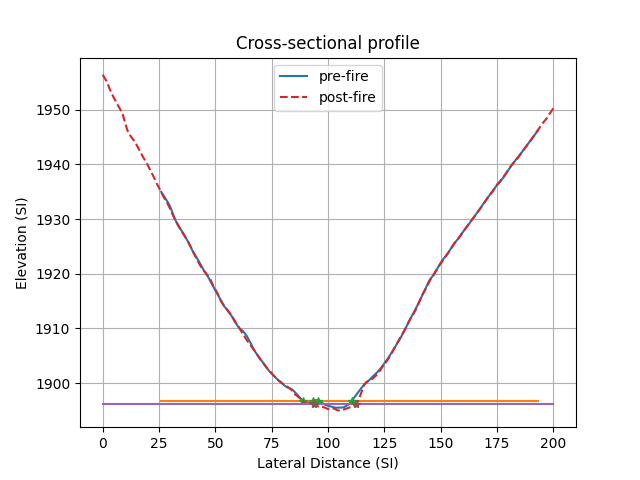 Cross-sectional profile
pre-fire
post-fire
1950
1940
1930
1920
1910
1900
Elevation (SI)
0 25 50 75 100 125 150 175 200
Lateral Distance (SI)